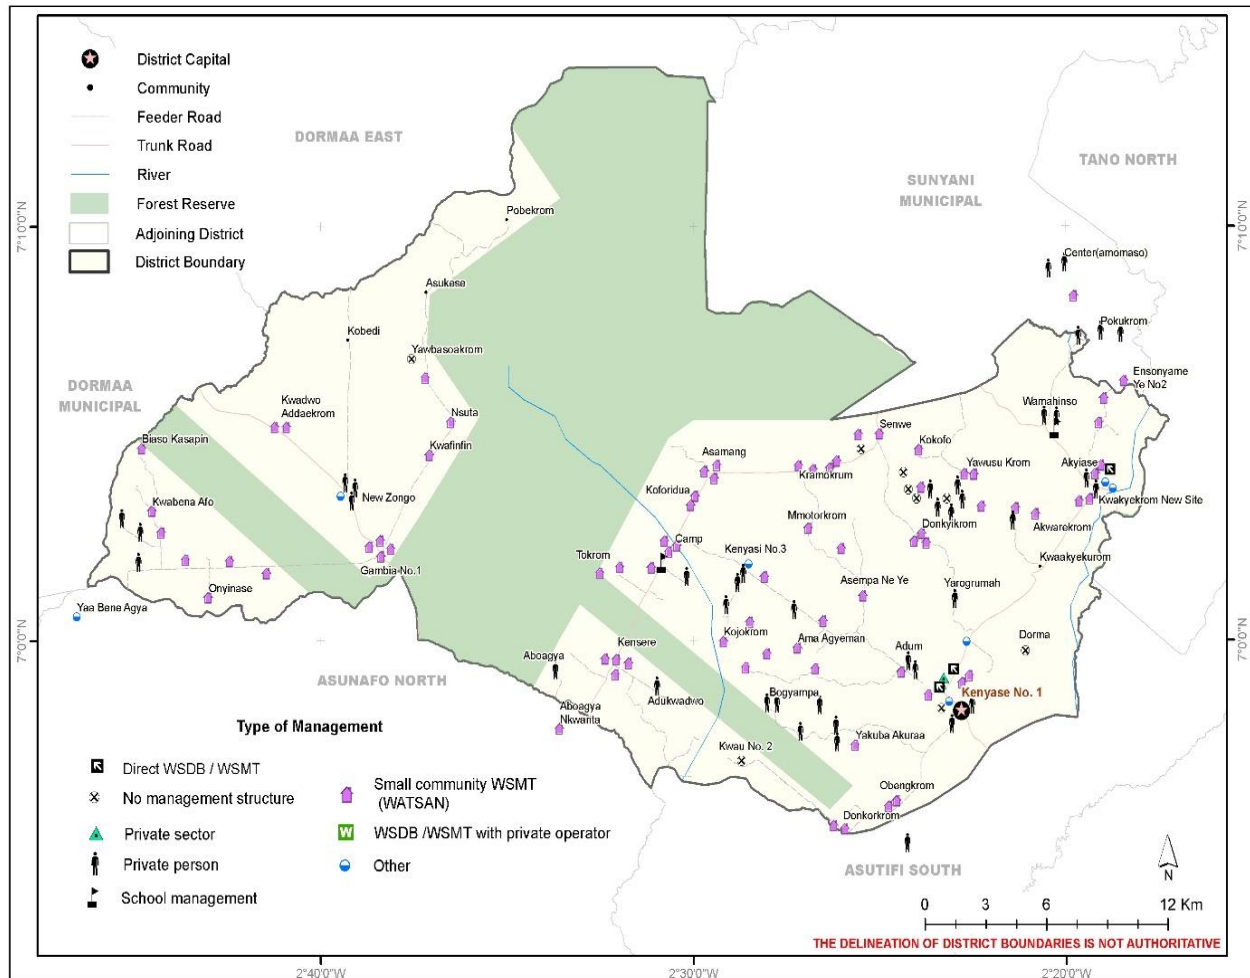 District Capital
Community
Feeder Road
Trunk Road
River
Forest Reserve
Adjoining District
District Boundary
DORMAA EAST
TANO NORTH
SUNYANI
MUNICIPAL
7°10'0"N
7°10'0"N
Pobekrom
Center(amomaso)
Asukese
Pokukrom
Kobedi
Yawbasoakrom
Ensonyame
Ye No2
DORMAA
MUNICIPAL
Kwadwo
Addaekrom
Nsuta
Wamahinso
Senwe
Biaso Kasapin
Kwafinfin
Asamang
Kokofo
Kramokrum
Yawusu Krom
Akyiase
New Zongo
Koforidua
Kwabena Afo
Kwakyekrom New Site
Mmotorkrom
Donkyikrom
Akwarekrom
Camp
Kenyasi No.3
Tokrom
Gambia No.1
Kwaakyekurom
Onyinase
Asempa Ne Ye
Yarogrumah
Yaa Bene Agya
7°0'0"N
7°0'0"N
Kojokrom
Ama Agyeman
Adum
Dorma
Kensere
Aboagya
ASUNAFO NORTH
Adukwadwo
Bogyampa
Kenyase No. 1
Aboagya
Nkwanta
Yakuba Akuraa
Kwau No. 2
Obengkrom
Donkorkrom
ASUTIFI SOUTH
Type of Management
Direct WSDB / WSMT
No management structure
Private sector
Private person
School management
Small community WSMT
(WATSAN)
WSDB /WSMT with private operator
W
Other
N
0 3 6 12 Km
THE DELINEATION OF DISTRICT BOUNDARIES IS NOT AUTHORITATIVE
2°40'0"W
2°30'0"W
2°20'0"W